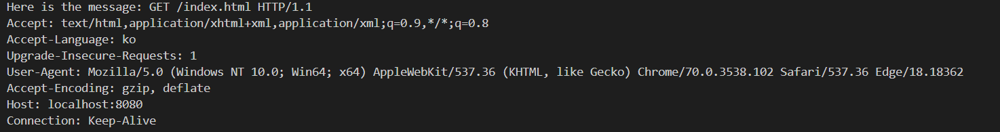 Here is the message: GET /index.html HTTP/1.1
Accept: text/html,application/xhtml+xml,application/xml;q=0.9,*/*;q=0.8
Accept-Language: ko
Upgrade-Insecure-Requests: 1
User-Agent: Mozilla/5.0 (Windows NT 10.0; Win64; x64) AppleWebKit/537.36 (KHTML, like Gecko) Chrome/70.0.3538.102 Safari/537.36 Edge/18.18362
Accept-Encoding: gzip, deflate
Host: localhost:8080
Connection: Keep-Alive